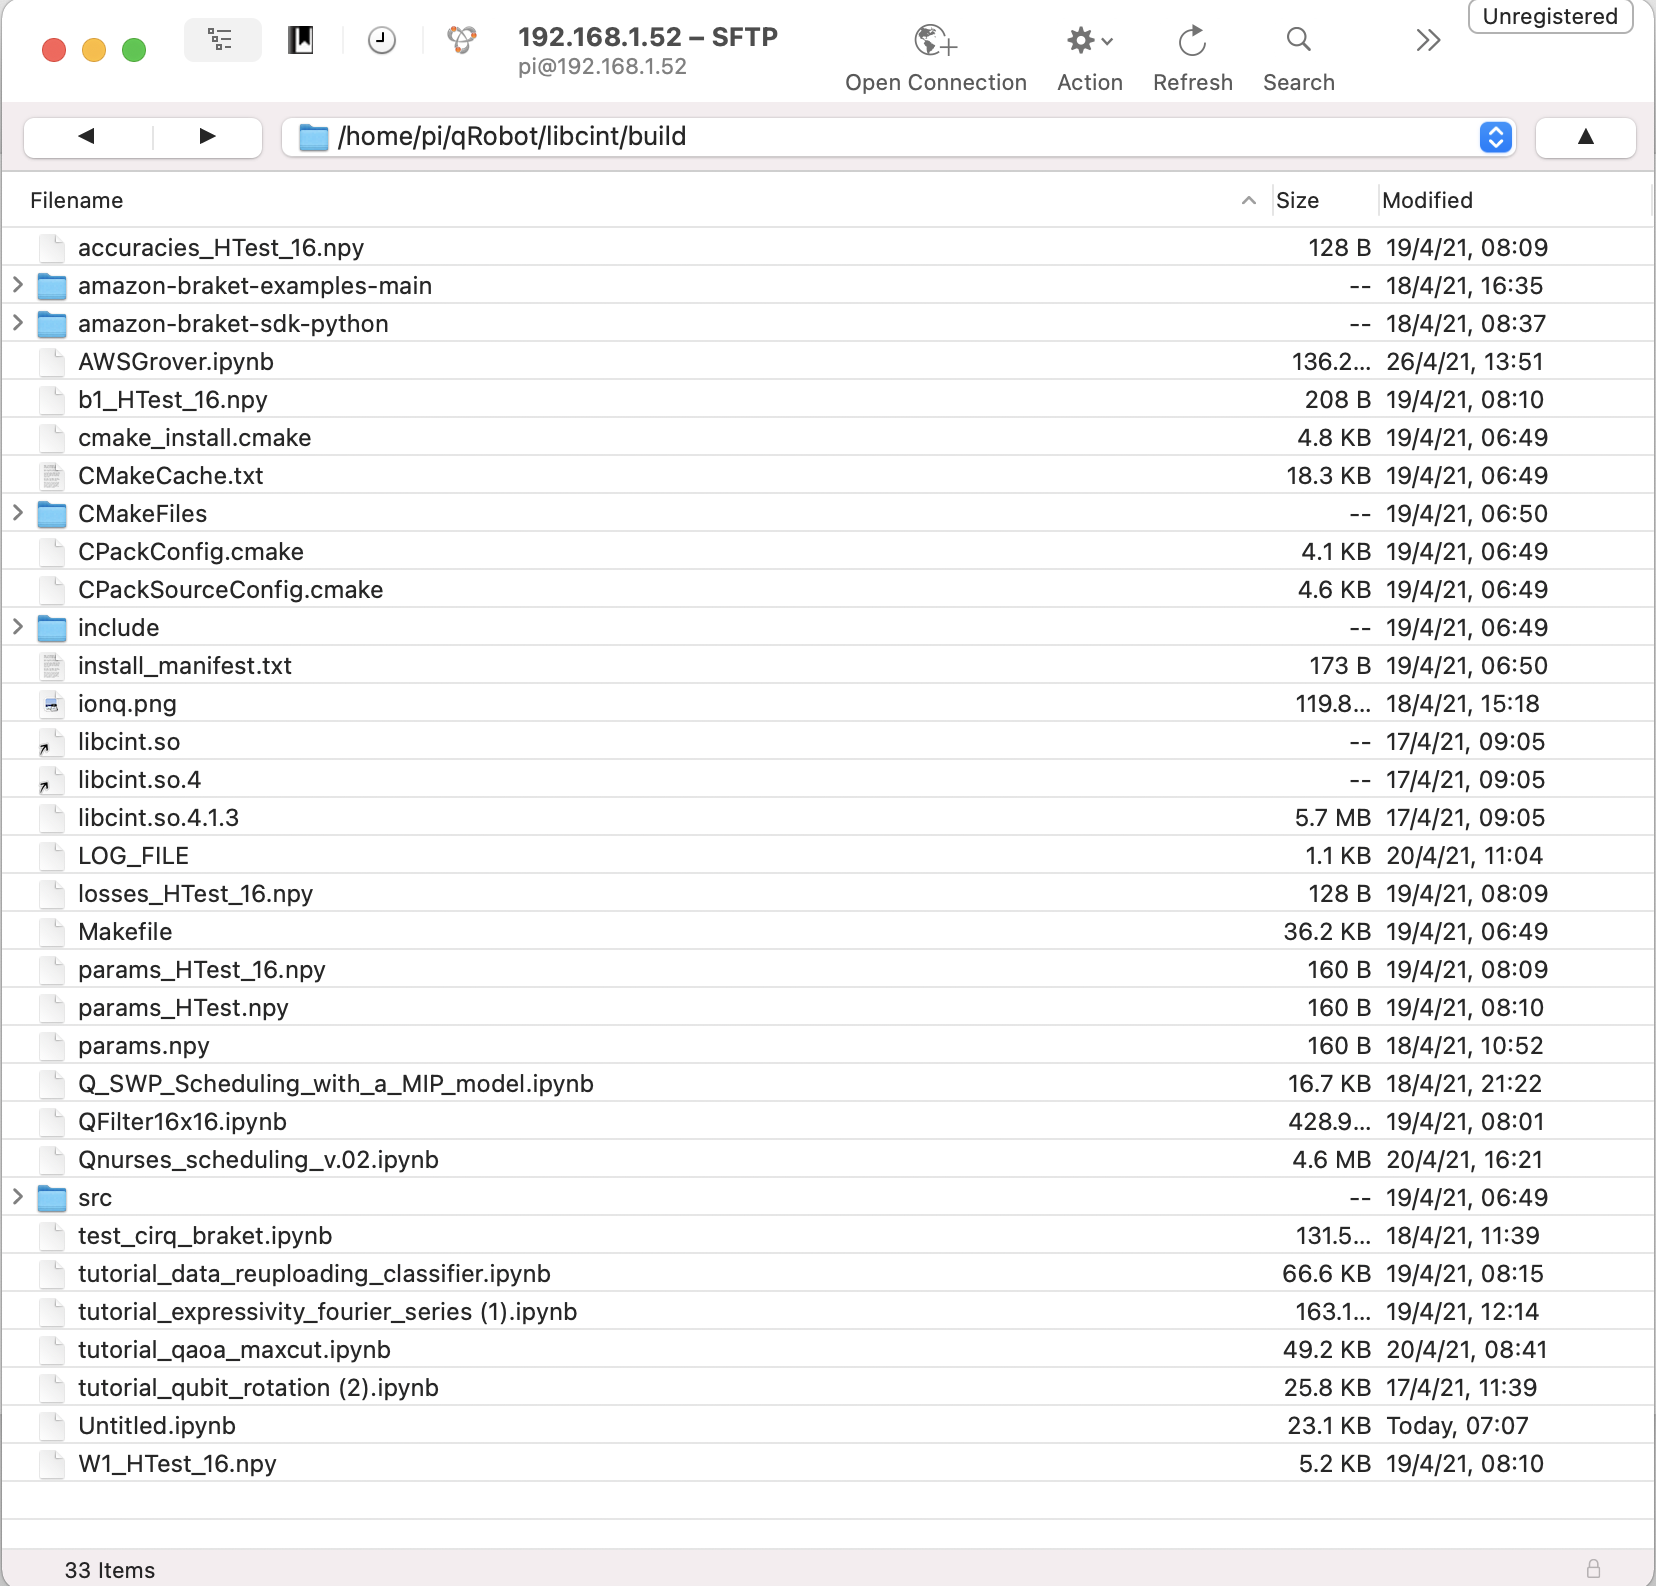 Unregistered
192.168.1.52 – SFTP
pi@192.168.1.52
Open Connection Action Refresh Search
/home/pi/qRobot/libcint/build
Filename Size Modified
accuracies_HTest_16.npy 128 B 19/4/21, 08:09
amazon-braket-examples-main -- 18/4/21, 16:35
amazon-braket-sdk-python -- 18/4/21, 08:37
AWSGrover.ipynb 136.2... 26/4/21, 13:51
b1_HTest_16.npy 208 B 19/4/21, 08:10
cmake_install.cmake 4.8 KB 19/4/21, 06:49
CMakeCache.txt 18.3 KB 19/4/21, 06:49
CMakeFiles -- 19/4/21, 06:50
CPackConfig.cmake 4.1 KB 19/4/21, 06:49
CPackSourceConfig.cmake 4.6 KB 19/4/21, 06:49
include -- 19/4/21, 06:49
install_manifest.txt 173 B 19/4/21, 06:50
ionq.png 119.8... 18/4/21, 15:18
libcint.so -- 17/4/21, 09:05
libcint.so.4 -- 17/4/21, 09:05
libcint.so.4.1.3 5.7 MB 17/4/21, 09:05
LOG_FILE 1.1 KB 20/4/21, 11:04
losses_HTest_16.npy 128 B 19/4/21, 08:09
Makefile 36.2 KB 19/4/21, 06:49
params_HTest_16.npy 160 B 19/4/21, 08:09
params_HTest.npy 160 B 19/4/21, 08:10
params.npy 160 B 18/4/21, 10:52
Q_SWP_Scheduling_with_a_MIP_model.ipynb 16.7 KB 18/4/21, 21:22
QFilter16x16.ipynb 428.9... 19/4/21, 08:01
Qnurses_scheduling_v.02.ipynb 4.6 MB 20/4/21, 16:21
src -- 19/4/21, 06:49
test_cirq_braket.ipynb 131.5... 18/4/21, 11:39
tutorial_data_reuploading_classifier.ipynb 66.6 KB 19/4/21, 08:15
tutorial_expressivity_fourier_series (1).ipynb 163.1... 19/4/21, 12:14
tutorial_qaoa_maxcut.ipynb 49.2 KB 20/4/21, 08:41
tutorial_qubit_rotation (2).ipynb 25.8 KB 17/4/21, 11:39
Untitled.ipynb 23.1 KB Today, 07:07
W1_HTest_16.npy 5.2 KB 19/4/21, 08:10
33 Items